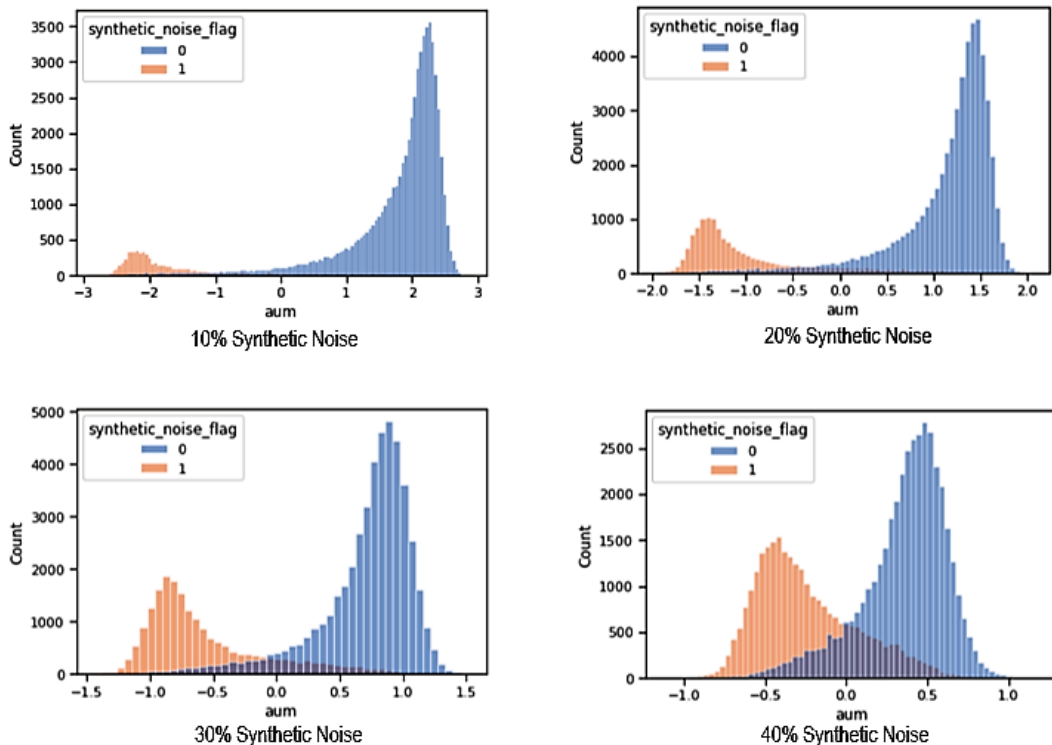 synthetic_noise_flag
0
1
Count
3500
3000
2500
2000
1500
1000
500
0
−3 −2 −1 0 1 2 3
aum
10% Synthetic Noise
synthetic_noise_flag
0
1
Count
4000
3000
2000
1000
0
−2.0 −1.5 −1.0 −0.5 0.0 0.5 1.0 1.5 2.0
aum
20% Synthetic Noise
synthetic_noise_flag
0
1
Count
5000
4000
3000
2000
1000
0
−1.5 −1.0 −0.5 0.0 0.5 1.0 1.5
aum
30% Synthetic Noise
synthetic_noise_flag
0
1
Count
2500
2000
1500
1000
500
0
−1.0 −0.5 0.0 0.5 1.0
aum
40% Synthetic Noise